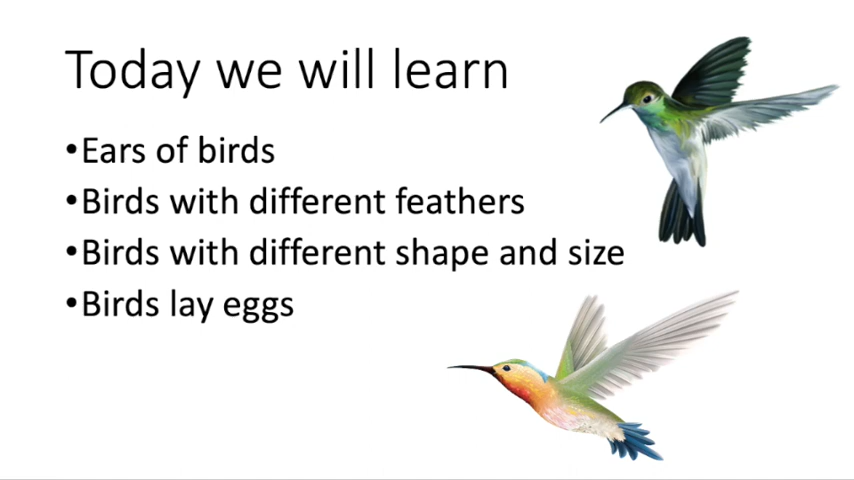 Today we will learn
•Ears of birds
•Birds with different feathers
•Birds with different shape and size
•Birds lay eggs